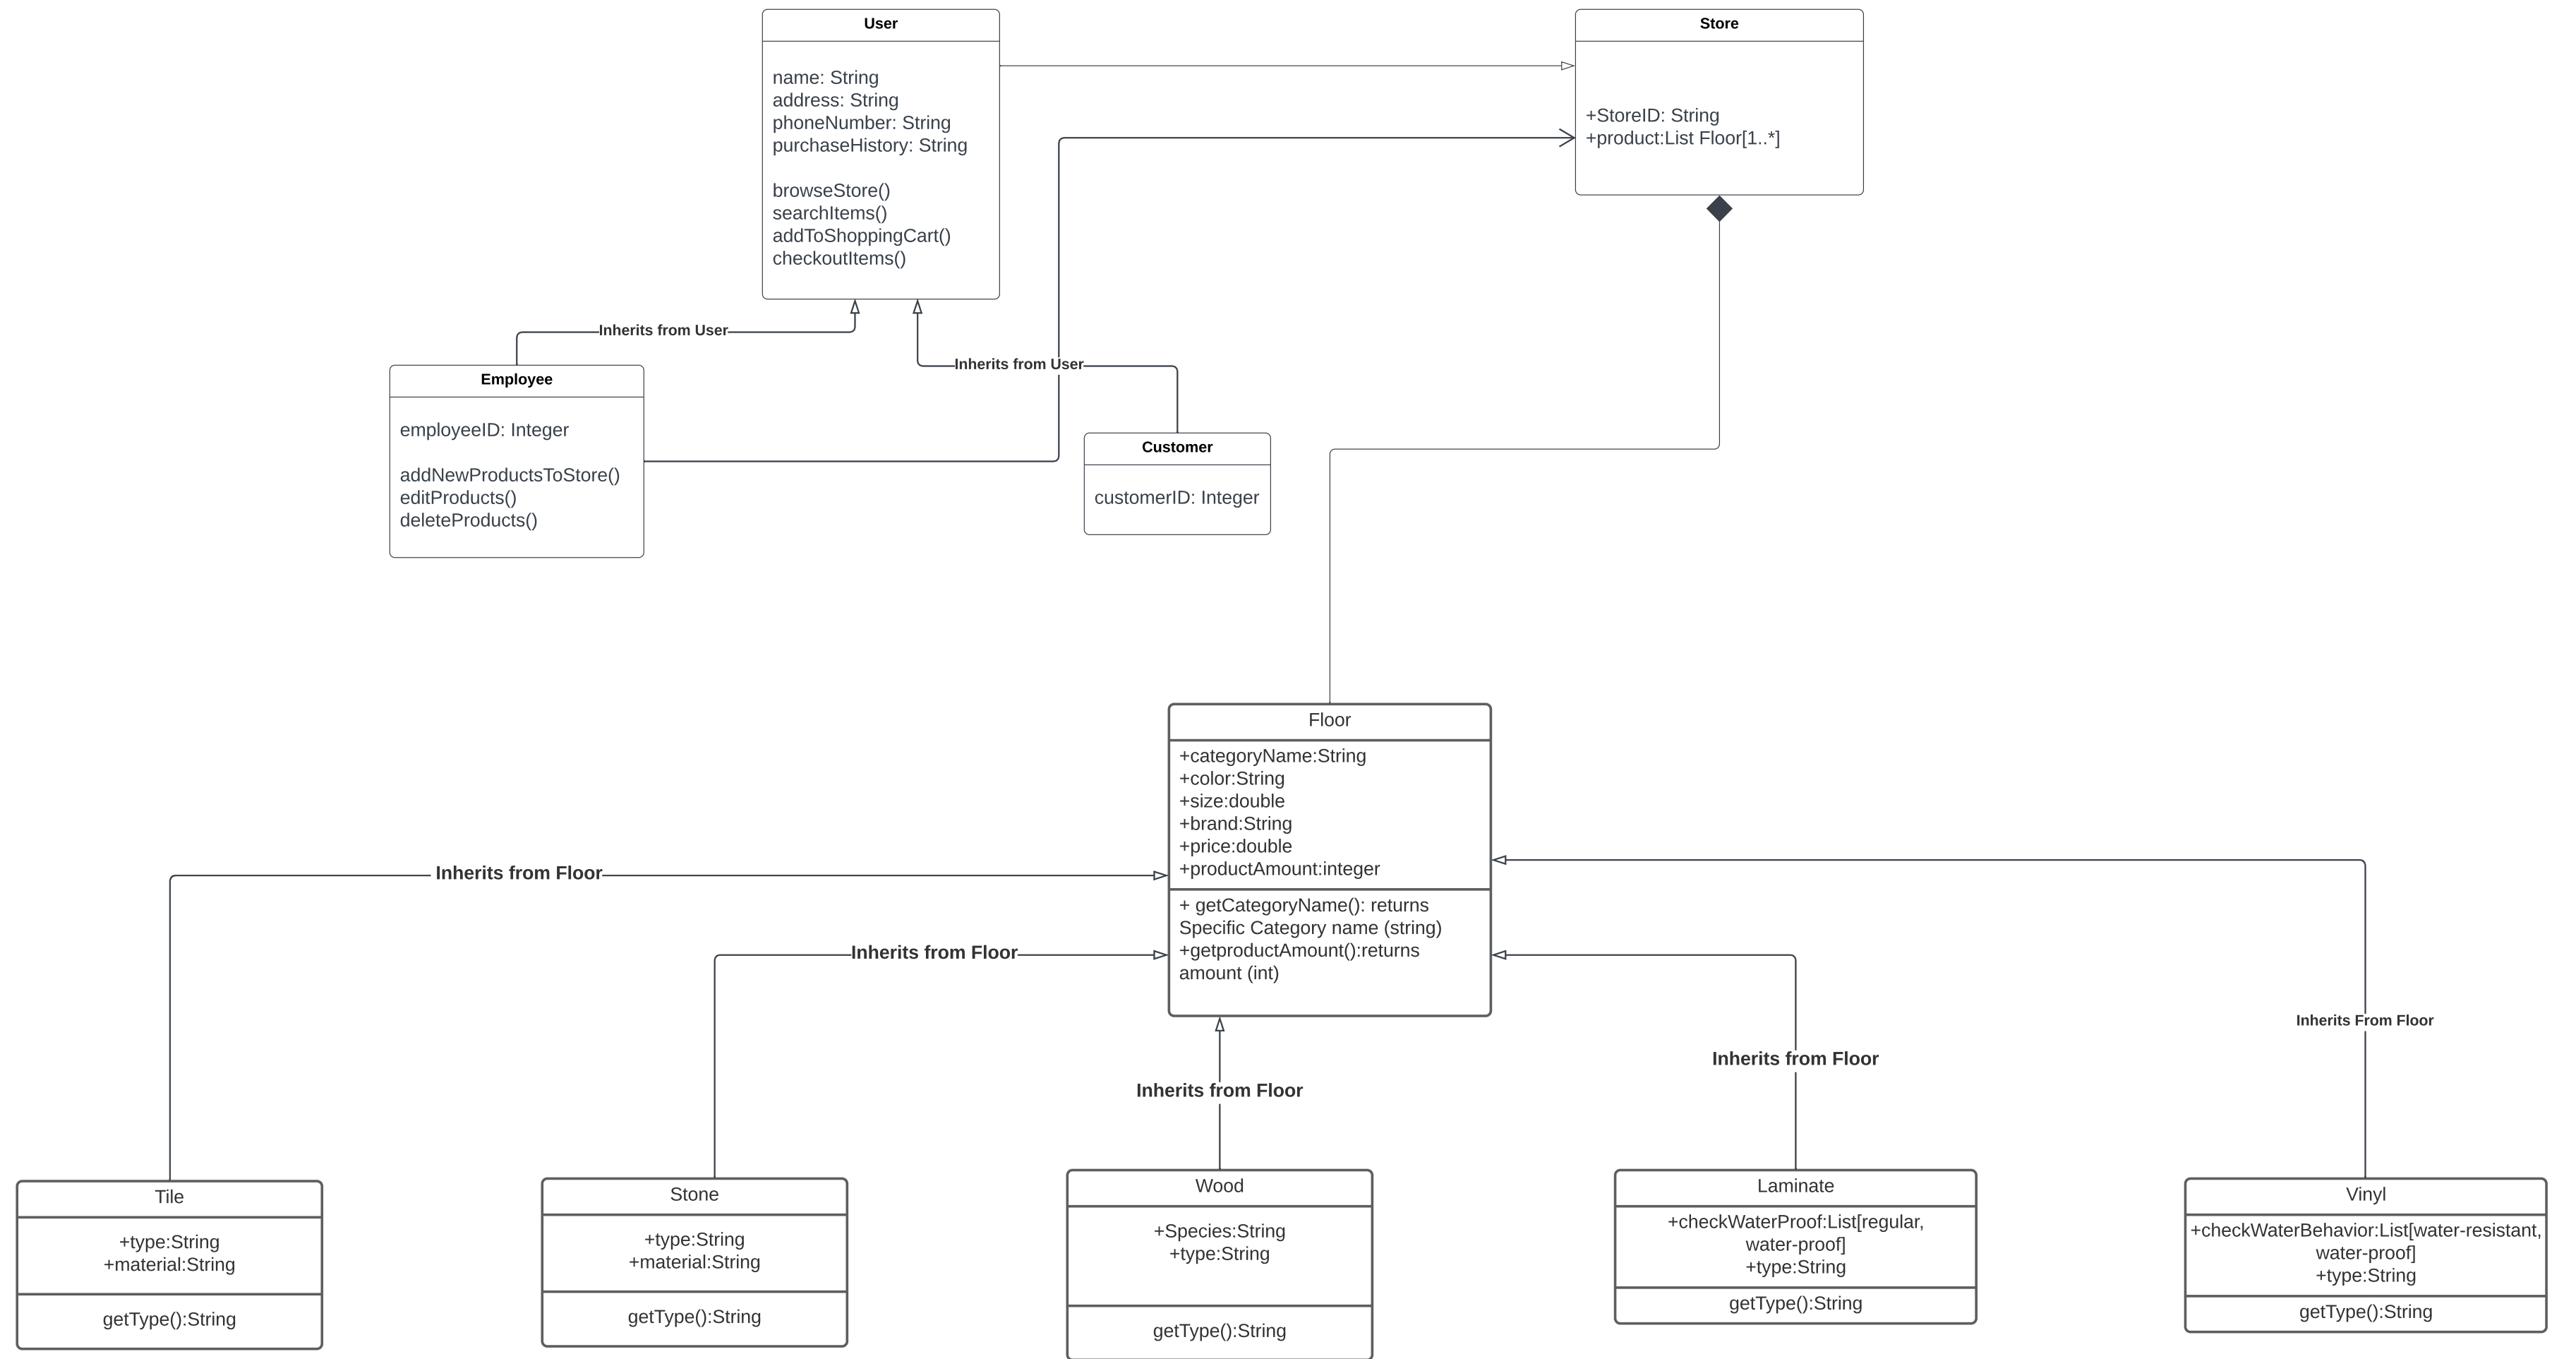 User
name: String
address: String
phoneNumber: String
purchaseHistory: String
browseStore()
searchItems()
addToShoppingCart()
checkoutItems()
Store
+StoreID: String
+product:List Floor[1..*]
Inherits from User
Inherits from User
Employee
employeeID: Integer
addNewProductsToStore()
editProducts()
deleteProducts()
Customer
customerID: Integer
Floor
+categoryName:String
+color:String
+size:double
+brand:String
+price:double
+productAmount:integer
+ getCategoryName(): returns
Specific Category name (string)
+getproductAmount():returns
amount (int)
Inherits from Floor
Inherits from Floor
Inherits from Floor
Inherits from Floor
Inherits From Floor
Tile
+type:String
+material:String
getType():String
Stone
+type:String
+material:String
getType():String
Wood
+Species:String
+type:String
getType():String
Laminate
+checkWaterProof:List[regular,
water-proof]
+type:String
getType():String
Vinyl
+checkWaterBehavior:List[water-resistant,
water-proof]
+type:String
getType():String